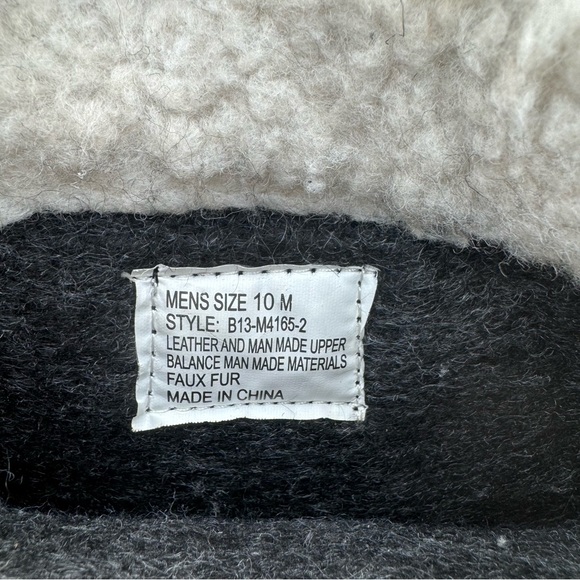 MENS SIZE 10 M
STYLE: B13-M4165-2
LEATHER AND MAN MADE UPPER
BALANCE MAN MADE MATERIALS
FAUX FUR
MADE IN CHINA